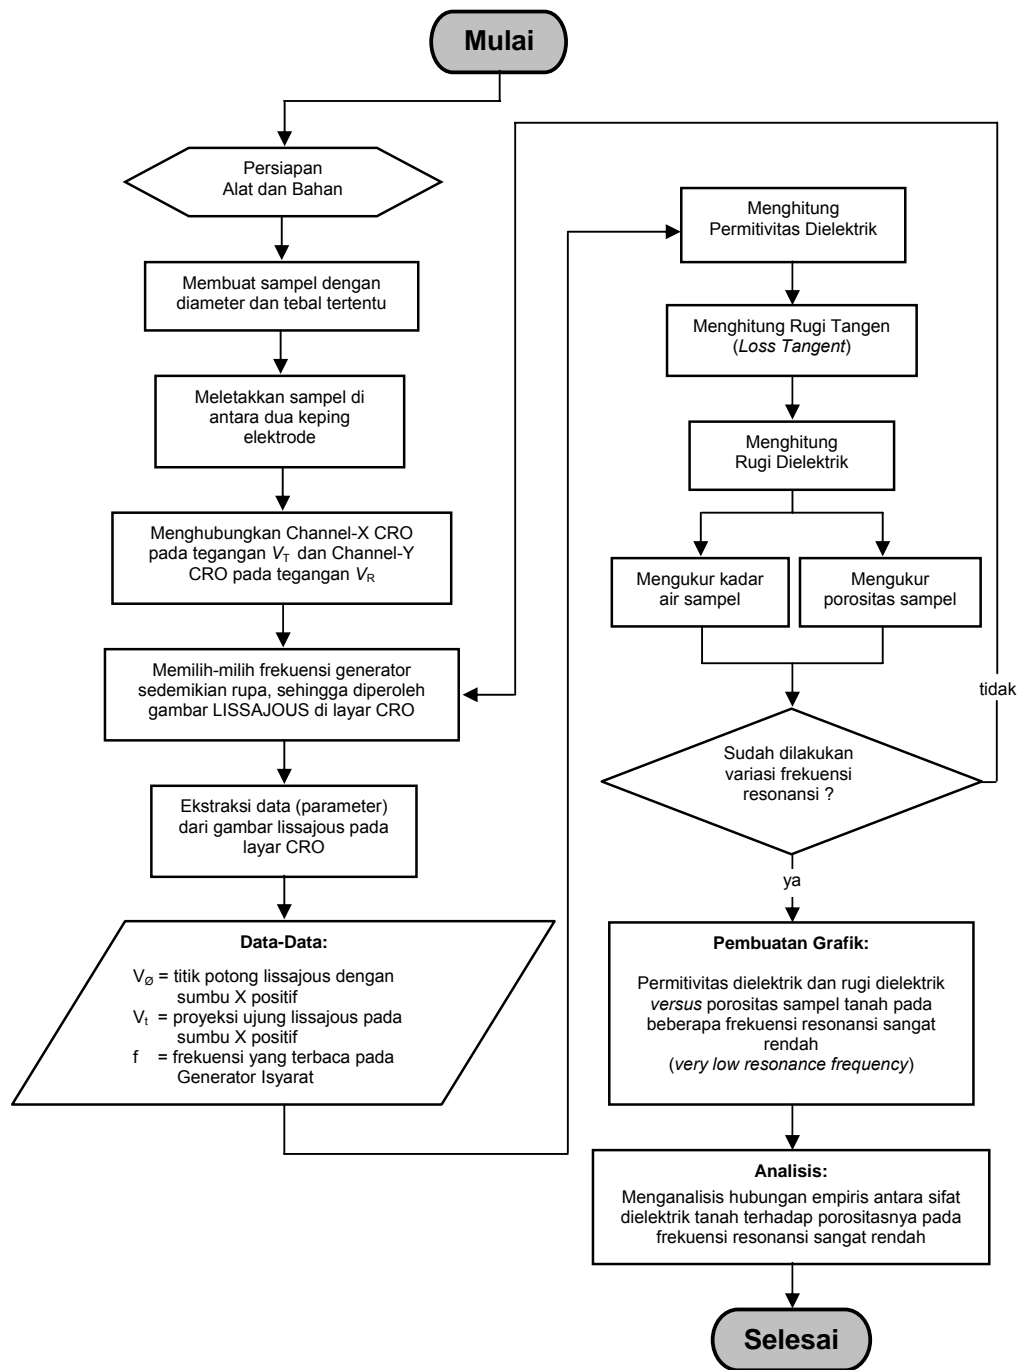 Mulai
Persiapan
Alat dan Bahan
Membuat sampel dengan
diameter dan tebal tertentu
Meletakkan sampel di
antara dua keping
elektrode
Menghubungkan Channel-X CRO
pada tegangan V_T dan Channel-Y
CRO pada tegangan V_R
Memilih-milih frekuensi generator
sedemikian rupa, sehingga diperoleh
gambar LISSAJOUS di layar CRO
Ekstraksi data (parameter)
dari gambar lissajous pada
layar CRO
Data-Data:
V_Ø = titik potong lissajous dengan
sumbu X positif
V_t = proyeksi ujung lissajous pada
sumbu X positif
f = frekuensi yang terbaca pada
Generator Isyarat
Menghitung
Permitivitas Dielektrik
Menghitung Rugi Tangen
(Loss Tangent)
Menghitung
Rugi Dielektrik
Mengukur kadar
air sampel
Mengukur
porositas sampel
tidak
Sudah dilakukan
variasi frekuensi
resonansi ?
ya
Pembuatan Grafik:
Permitivitas dielektrik dan rugi dielektrik
versus porositas sampel tanah pada
beberapa frekuensi resonansi sangat
rendah
(very low resonance frequency)
Analisis:
Menganalisis hubungan empiris antara sifat
dielektrik tanah terhadap porositasnya pada
frekuensi resonansi sangat rendah
Selesai